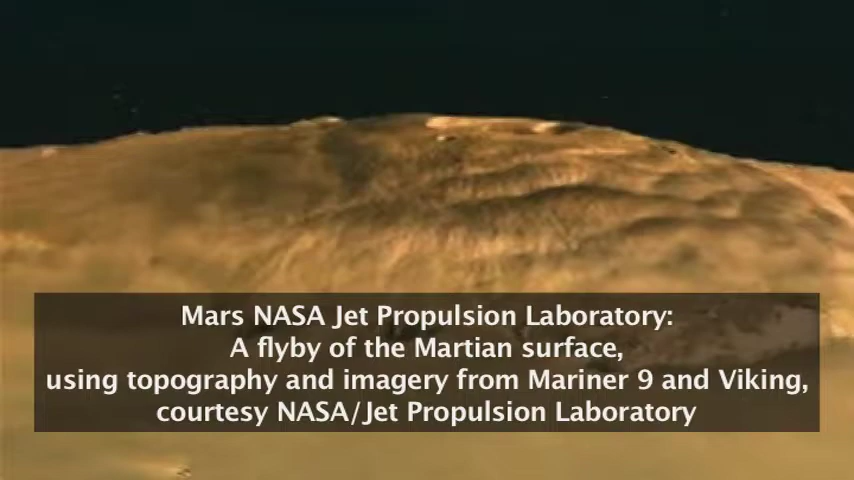 Mars NASA Jet Propulsion Laboratory:
A flyby of the Martian surface,
using topography and imagery from Mariner 9 and Viking,
courtesy NASA/Jet Propulsion Laboratory